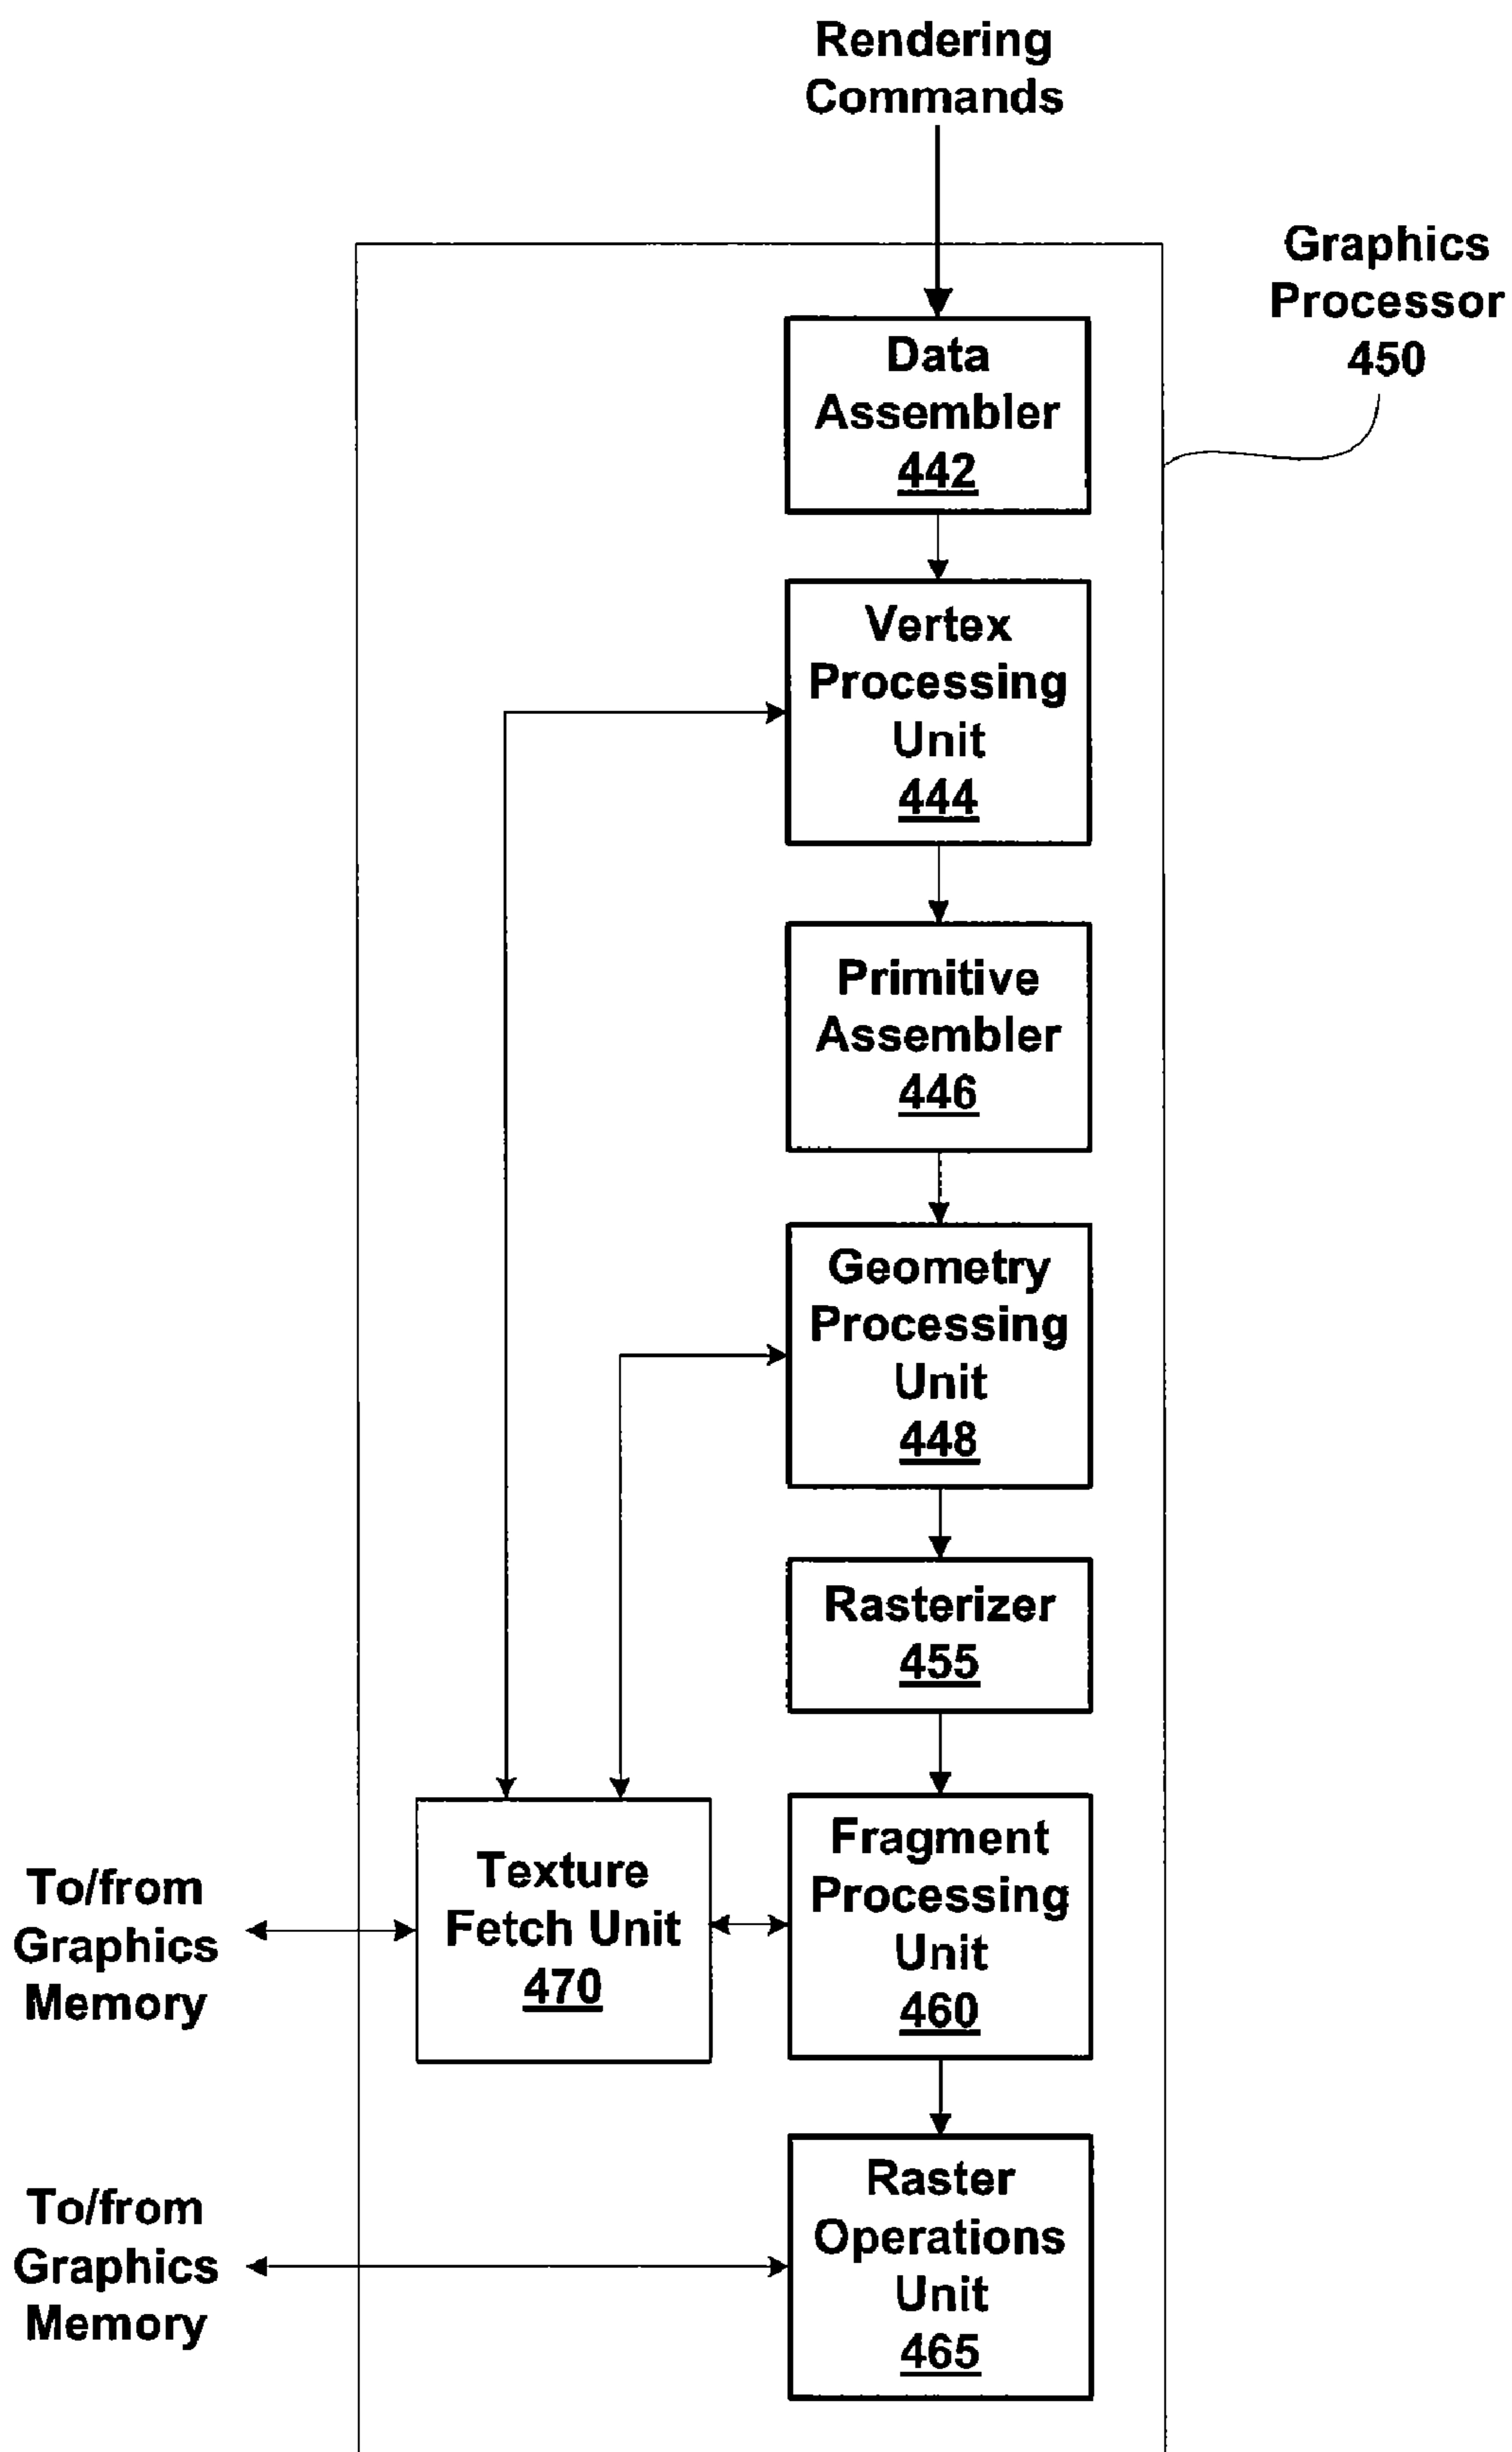 Rendering
Commands
Graphics
Processor
450
Data
Assembler
442
Vertex
Processing
Unit
444
Primitive
Assembler
446
Geometry
Processing
Unit
448
Rasterizer
455
Texture
Fetch Unit
470
Fragment
Processing
Unit
460
To/from
Graphics
Memory
Raster
Operations
Unit
465
To/from
Graphics
Memory